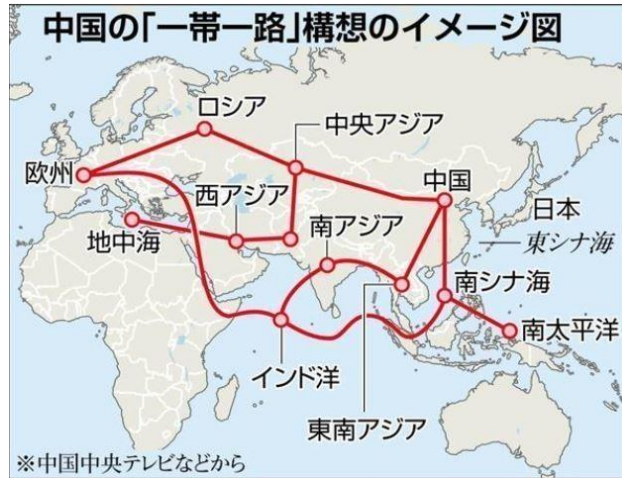 中国の「一帯一路」構想のイメージ図
ロシア
中央アジア
欧州
西アジア
中国
日本
南アジア
地中海
東シナ海
南シナ海
南太平洋
インド洋
東南アジア
※中国中央テレビなどから